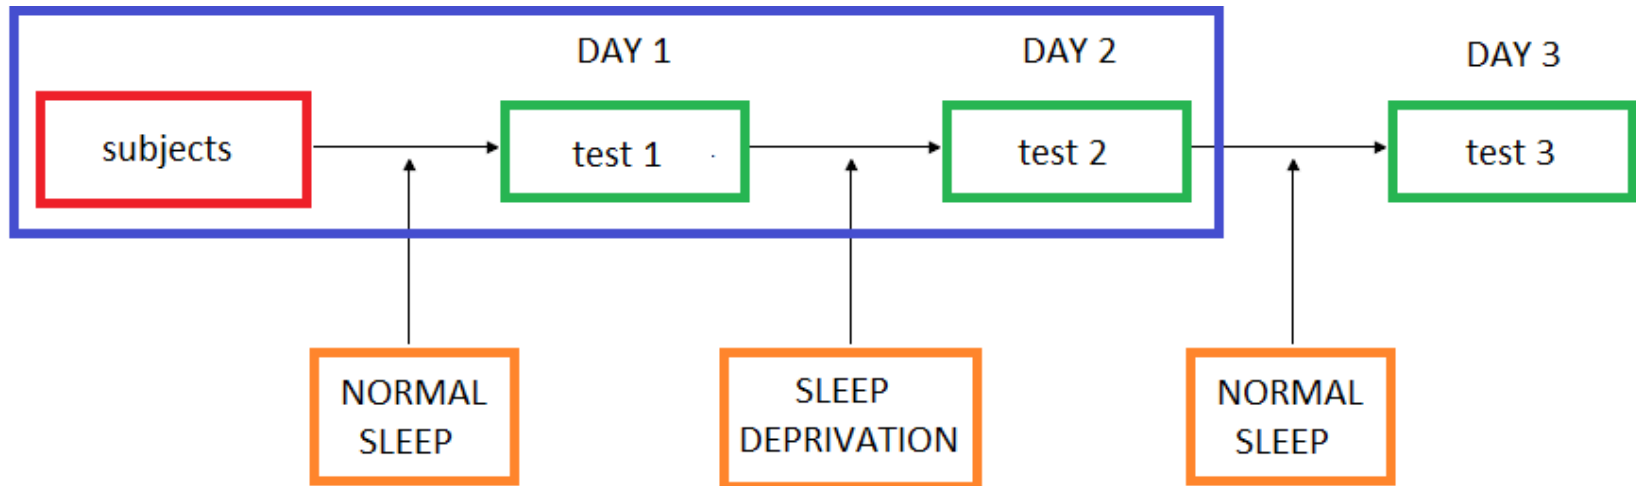 DAY 1
DAY 2
DAY 3
subjects
test 1
test 2
test 3
NORMAL
SLEEP
SLEEP
DEPRIVATION
NORMAL
SLEEP